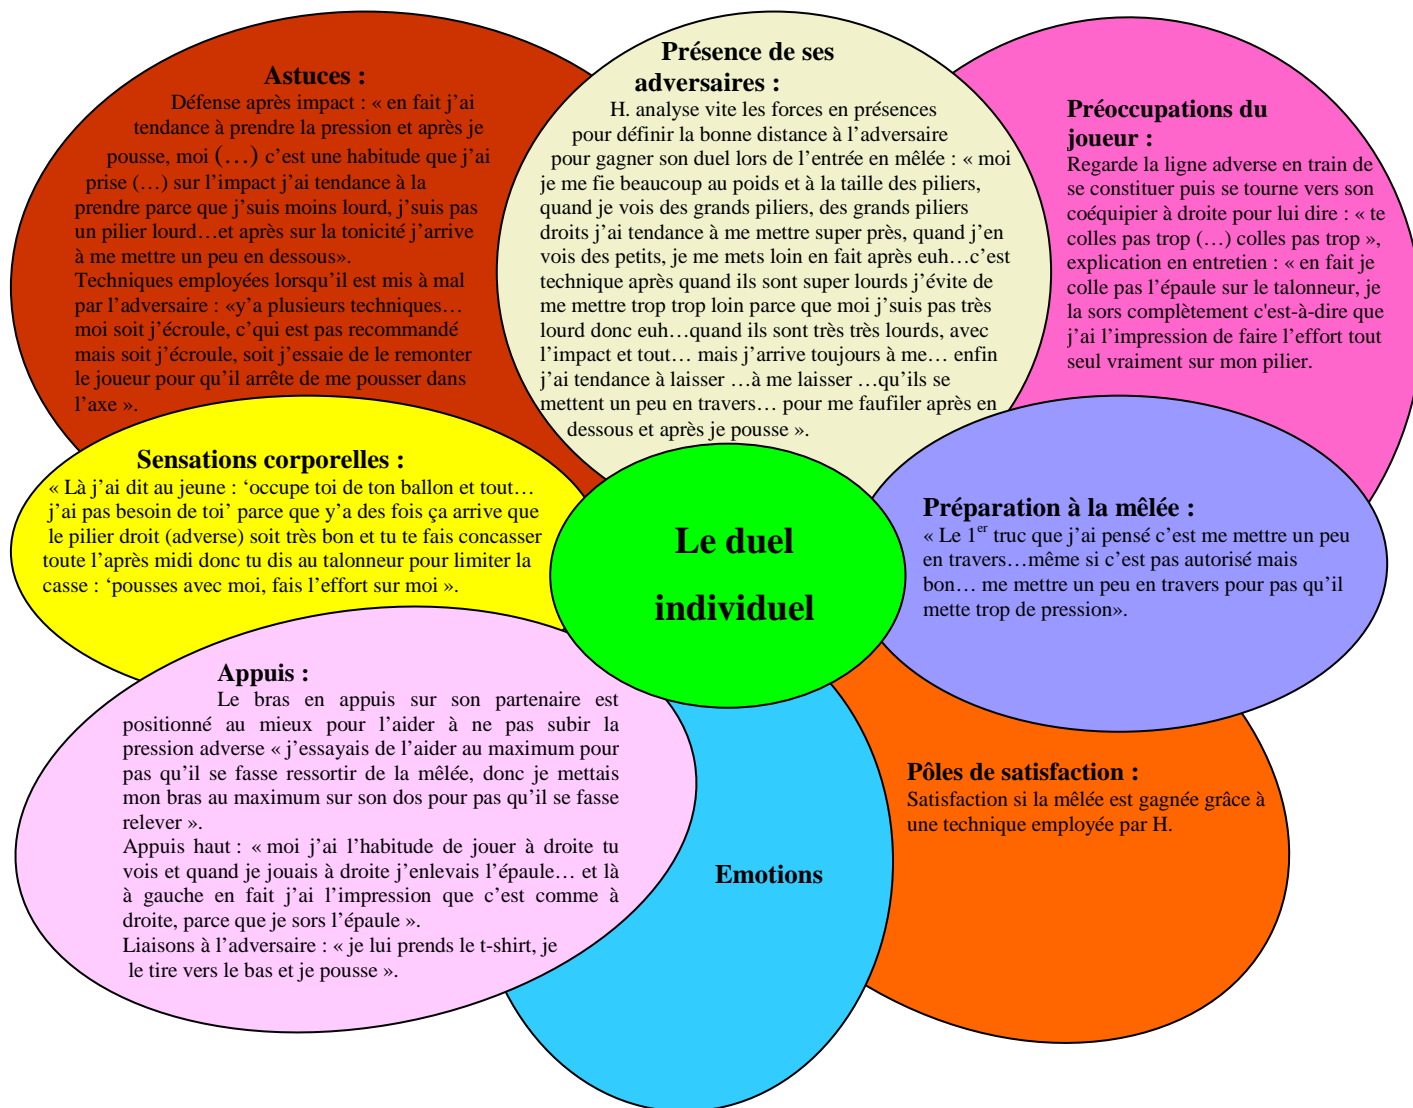 Astuces :
Défense après impact : « en fait j’ai
tendance à prendre la pression et après je
pousse, moi (…) c’est une habitude que j’ai
prise (…) sur l’impact j’ai tendance à la
prendre parce que j’suis moins lourd, j’suis pas
un pilier lourd…et après sur la tonicité j’arrive
à me mettre un peu en dessous».
Techniques employées lorsqu’il est mis à mal
par l’adversaire : «y’a plusieurs techniques…
moi soit j’écroule, c’qui est pas recommandé
mais soit j’écroule, soit j’essaie de le remonter
le joueur pour qu’il arrête de me pousser dans
l’axe ».
Présence de ses
adversaires :
H. analyse vite les forces en présences
pour définir la bonne distance à l’adversaire
pour gagner son duel lors de l’entrée en mêlée : « moi
je me fie beaucoup au poids et à la taille des piliers,
quand je vois des grands piliers, des grands piliers
droits j’ai tendance à me mettre super près, quand j’en
vois des petits, je me mets loin en fait après euh…c’est
technique après quand ils sont super lourds j’évite de
me mettre trop trop loin parce que moi j’suis pas très
lourd donc euh…quand ils sont très très lourds, avec
l’impact et tout… mais j’arrive toujours à me… enfin
j’ai tendance à laisser …à me laisser …qu’ils se
mettent un peu en travers… pour me faufiler après en
dessous et après je pousse ».
Préoccupations du
joueur :
Regarde la ligne adverse en train de
se constituer puis se tourne vers son
coéquipier à droite pour lui dire : « te
colles pas trop (…) colles pas trop »,
explication en entretien : « en fait je
colle pas l’épaule sur le talonneur, je
la sors complètement c'est-à-dire que
j’ai l’impression de faire l’effort tout
seul vraiment sur mon pilier.
Sensations corporelles :
« Là j’ai dit au jeune : ‘occupe toi de ton ballon et tout…
j’ai pas besoin de toi’ parce que y’a des fois ça arrive que
le pilier droit (adverse) soit très bon et tu te fais concasser
toute l’après midi donc tu dis au talonneur pour limiter la
casse : ‘pousses avec moi, fais l’effort sur moi ».
Le duel
individuel
Préparation à la mêlée :
« Le 1er truc que j’ai pensé c’est me mettre un peu
en travers…même si c’est pas autorisé mais
bon… me mettre un peu en travers pour pas qu’il
mette trop de pression».
Appuis :
Le bras en appuis sur son partenaire est
positionné au mieux pour l’aider à ne pas subir la
pression adverse « j’essayais de l’aider au maximum pour
pas qu’il se fasse ressortir de la mêlée, donc je mettais
mon bras au maximum sur son dos pour pas qu’il se fasse
relever ».
Appuis haut : « moi j’ai l’habitude de jouer à droite tu
vois et quand je jouais à droite j’enlevais l’épaule… et là
à gauche en fait j’ai l’impression que c’est comme à
droite, parce que je sors l’épaule ».
Liaisons à l’adversaire : « je lui prends le t-shirt, je
le tire vers le bas et je pousse ».
Emotions
Pôles de satisfaction :
Satisfaction si la mêlée est gagnée grâce à
une technique employée par H.